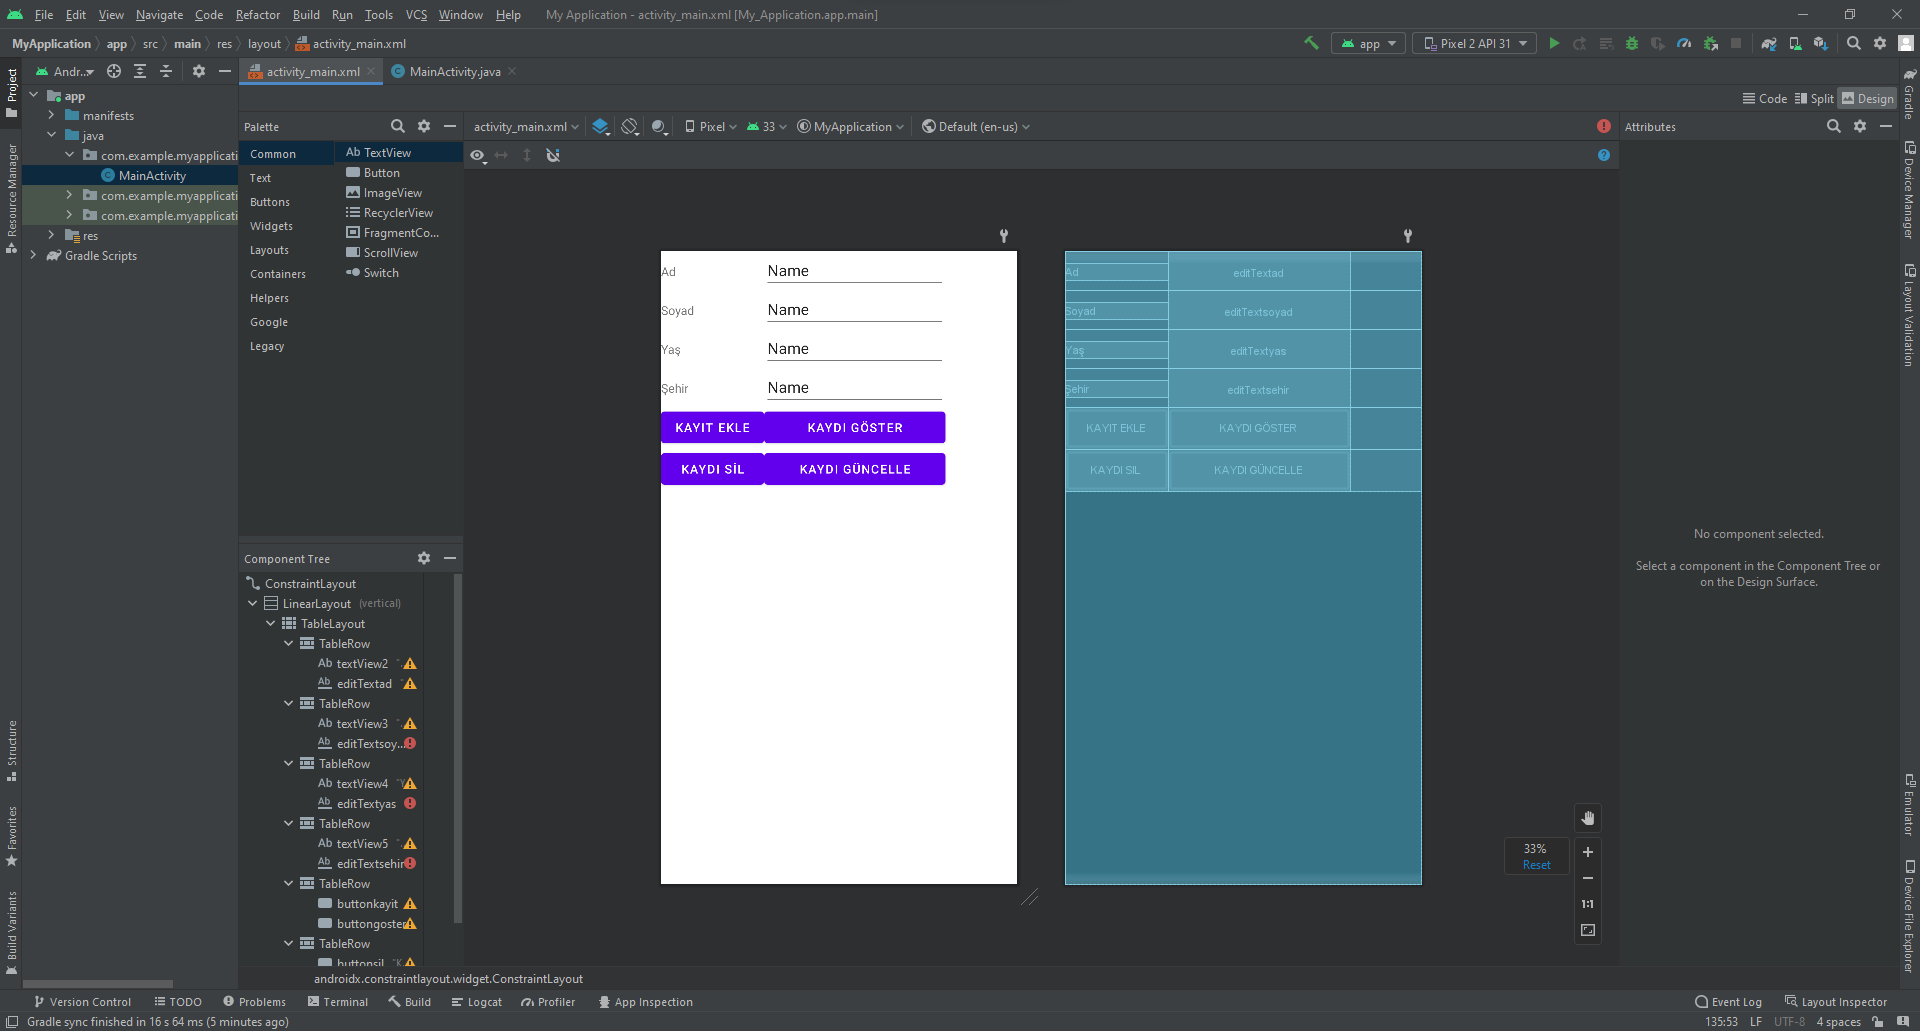 File Edit View Navigate Code Refactor Build Run Tools VCS Window Help My Application - activity_main.xml [My_Application.app.main]
MyApplication app src main res layout activity_main.xml
app Pixel 2 API 31
Andr...
activity_main.xml MainActivity.java
Code Split Design
Project
Resource Manager
Structure
Favorites
Build Variants
app
manifests
java
com.example.myapplicati
MainActivity
com.example.myapplicati
com.example.myapplicati
res
Gradle Scripts
Palette
Common
Text
Buttons
Widgets
Layouts
Containers
Helpers
Google
Legacy
Ab TextView
Button
ImageView
RecyclerView
FragmentCo...
ScrollView
Switch
activity_main.xml Pixel 33 MyApplication Default (en-us)
Ad Name
Soyad Name
Yaş Name
Şehir Name
KAYIT EKLE KAYDI GÖSTER
KAYDI SİL KAYDI GÜNCELLE
Ad editTextad
Soyad editTextsoyad
Yaş editTextyas
Şehir editTextsehir
KAYIT EKLE KAYDI GÖSTER
KAYDI SIL KAYDI GÜNCELLE
Component Tree
ConstraintLayout
LinearLayout (vertical)
TableLayout
TableRow
Ab textView2
Ab editTextad
TableRow
Ab textView3
Ab editTextsoy...
TableRow
Ab textView4 "Y
Ab editTextyas
TableRow
Ab textView5
Ab editTextsehir
TableRow
buttonkayit
buttongoster
TableRow
buttonsil "K
androidx.constraintlayout.widget.ConstraintLayout
33%
Reset
1:1
Attributes
No component selected.
Select a component in the Component Tree or
on the Design Surface.
Gradle
Device Manager
Layout Validation
Emulator
Device File Explorer
Version Control TODO Problems Terminal Build Logcat Profiler App Inspection Event Log Layout Inspector
Gradle sync finished in 16 s 64 ms (5 minutes ago) 135:53 LF UTF-8 4 spaces